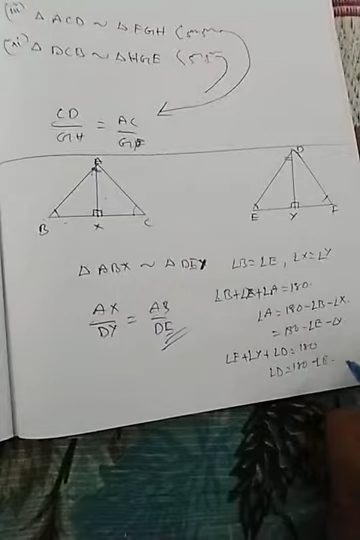 (iii) △ ACD ~ △ FGH
△ DCB ~ △ HGE
CD/GH = AC/GF
A
B X C
D
E Y F
△ ABX ~ △ DEY
∠B=∠E, ∠X=∠Y
AX/DY = AB/DE
∠B+∠X+∠A=180.
∠A=180-∠B-∠X.
=180-∠E-∠Y
∠E+∠Y+∠D=180
∠D=180-∠E-